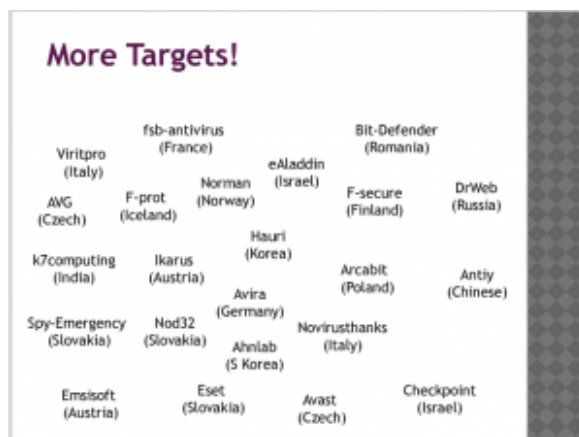 More Targets!
fsb-antivirus
(France)
Bit-Defender
(Romania)
Viritpro
(Italy)
eAladdin
(Israel)
AVG
(Czech)
F-prot
(Iceland)
Norman
(Norway)
F-secure
(Finland)
DrWeb
(Russia)
Hauri
(Korea)
k7computing
(India)
Ikarus
(Austria)
Arcabit
(Poland)
Antiy
(Chinese)
Avira
(Germany)
Spy-Emergency
(Slovakia)
Nod32
(Slovakia)
Novirusthanks
(Italy)
Ahnlab
(S Korea)
Emsisoft
(Austria)
Eset
(Slovakia)
Avast
(Czech)
Checkpoint
(Israel)